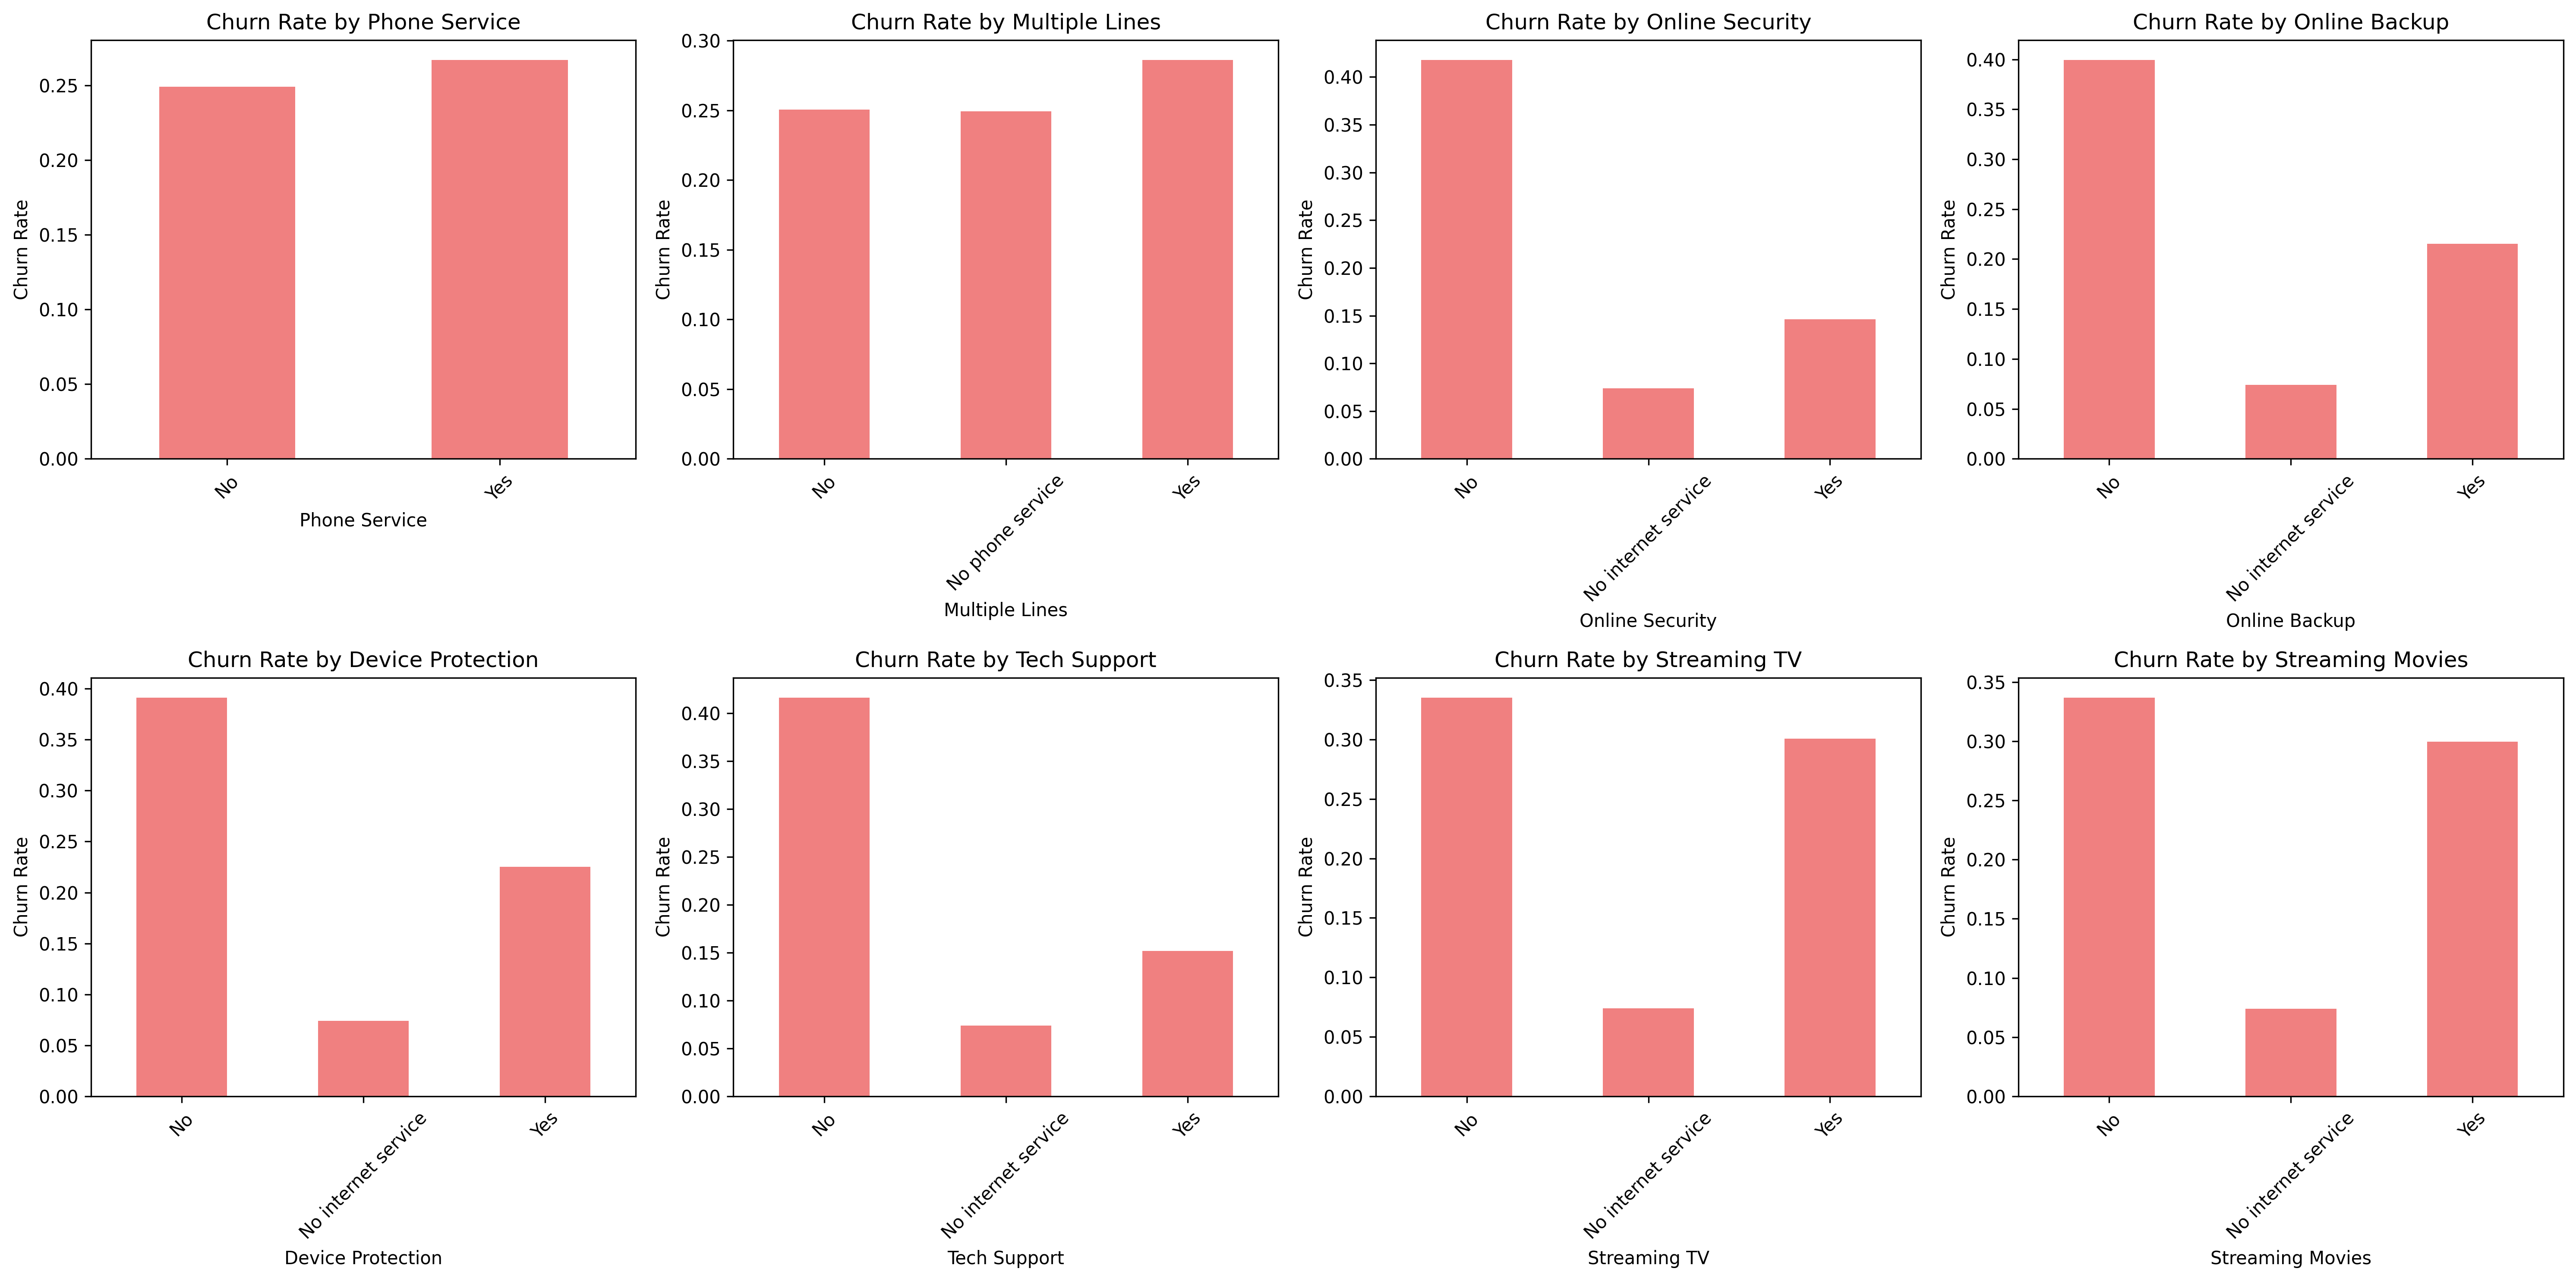 Churn Rate by Phone Service
Churn Rate
0.25
0.20
0.15
0.10
0.05
0.00
No
Yes
Phone Service
Churn Rate by Multiple Lines
Churn Rate
0.30
0.25
0.20
0.15
0.10
0.05
0.00
No
No phone service
Yes
Multiple Lines
Churn Rate by Online Security
Churn Rate
0.40
0.35
0.30
0.25
0.20
0.15
0.10
0.05
0.00
No
No internet service
Yes
Online Security
Churn Rate by Online Backup
Churn Rate
0.40
0.35
0.30
0.25
0.20
0.15
0.10
0.05
0.00
No
No internet service
Yes
Online Backup
Churn Rate by Device Protection
Churn Rate
0.40
0.35
0.30
0.25
0.20
0.15
0.10
0.05
0.00
No
No internet service
Yes
Device Protection
Churn Rate by Tech Support
Churn Rate
0.40
0.35
0.30
0.25
0.20
0.15
0.10
0.05
0.00
No
No internet service
Yes
Tech Support
Churn Rate by Streaming TV
Churn Rate
0.35
0.30
0.25
0.20
0.15
0.10
0.05
0.00
No
No internet service
Yes
Streaming TV
Churn Rate by Streaming Movies
Churn Rate
0.35
0.30
0.25
0.20
0.15
0.10
0.05
0.00
No
No internet service
Yes
Streaming Movies